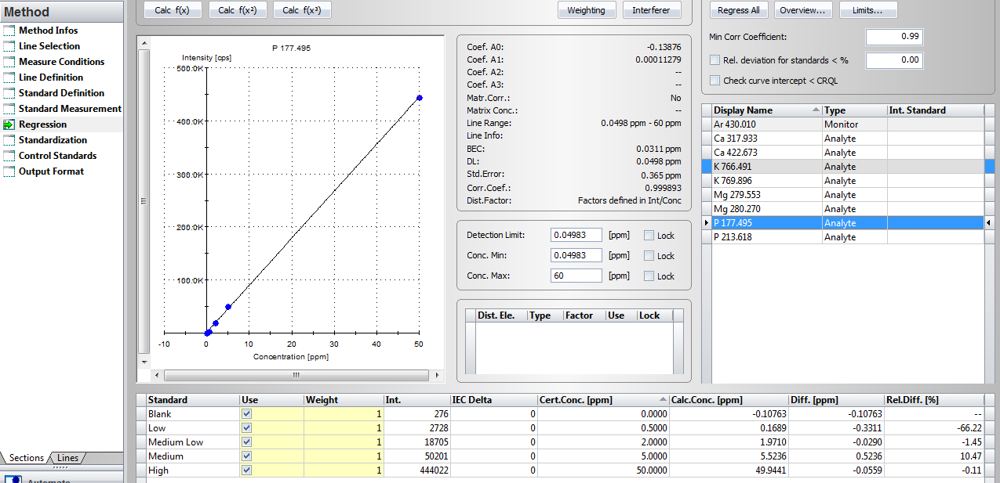 Method
Method Infos
Line Selection
Measure Conditions
Line Definition
Standard Definition
Standard Measurement
Regression
Standardization
Control Standards
Output Format
Sections Lines
Automate
Calc f(x) Calc f(x²) Calc f(x³) Weighting Interferer
P 177.495
Intensity [cps]
500.0K
400.0K
300.0K
200.0K
100.0K
-10 0 10 20 30 40 50
Concentration [ppm]
Coef. A0: -0.13876
Coef. A1: 0.00011279
Coef. A2: --
Coef. A3: --
Matr.Corr.: No
Matrix Conc.: --
Line Range: 0.0498 ppm - 60 ppm
Line Info:
BEC: 0.0311 ppm
DL: 0.0498 ppm
Std.Error: 0.365 ppm
Corr.Coef.: 0.999893
Dist.Factor: Factors defined in Int/Conc
Detection Limit: 0.04983 [ppm] Lock
Conc. Min: 0.04983 [ppm] Lock
Conc. Max: 60 [ppm] Lock
Dist. Ele. Type Factor Use Lock
Regress All Overview... Limits...
Min Corr Coefficient: 0.99
Rel. deviation for standards < % 0.00
Check curve intercept < CRQL
Display Name Type Int. Standard
Ar 430.010 Monitor
Ca 317.933 Analyte
Ca 422.673 Analyte
K 766.491 Analyte
K 769.896 Analyte
Mg 279.553 Analyte
Mg 280.270 Analyte
P 177.495 Analyte
P 213.618 Analyte
Standard Use Weight Int. IEC Delta Cert.Conc. [ppm] Calc.Conc. [ppm] Diff. [ppm] Rel.Diff. [%]
Blank 1 276 0 0.0000 -0.10763 -0.10763 --
Low 1 2728 0 0.5000 0.1689 -0.3311 -66.22
Medium Low 1 18705 0 2.0000 1.9710 -0.0290 -1.45
Medium 1 50201 0 5.0000 5.5236 0.5236 10.47
High 1 444022 0 50.0000 49.9441 -0.0559 -0.11